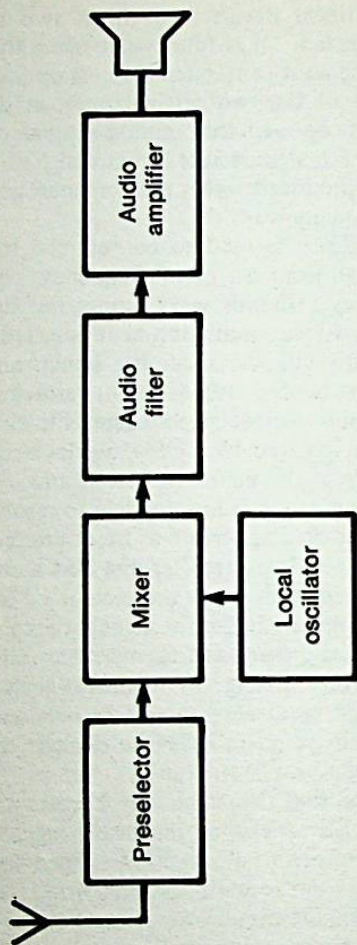 Preselector
Mixer
Local
oscillator
Audio
filter
Audio
amplifier